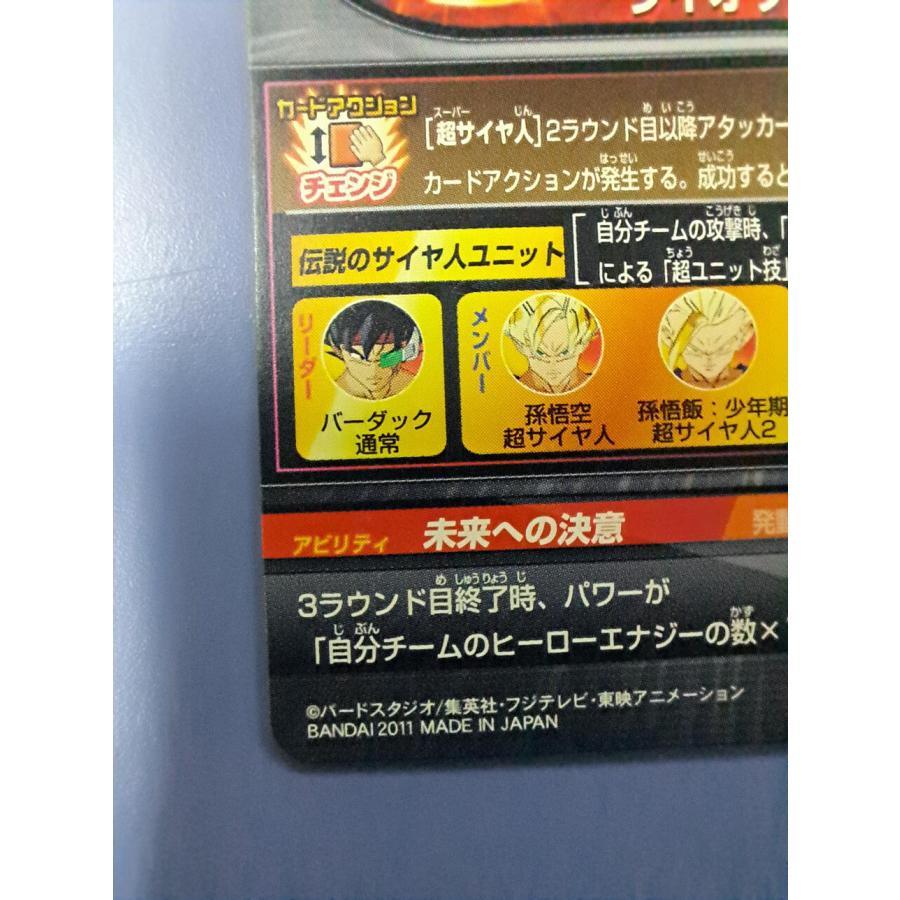 カードアクション
チェンジ
[超サイヤ人]2ラウンド目以降アタッカー
カードアクションが発生する。成功すると
伝説のサイヤ人ユニット
自分チームの攻撃時、「
による「超ユニット技」
リーダー
バーダック
通常
メンバー
孫悟空
超サイヤ人
孫悟飯：少年期
超サイヤ人2
アビリティ 未来への決意 発動
3ラウンド目終了時、パワーが
「自分チームのヒーローエナジーの数×
©バードスタジオ/集英社・フジテレビ・東映アニメーション
BANDAI 2011 MADE IN JAPAN